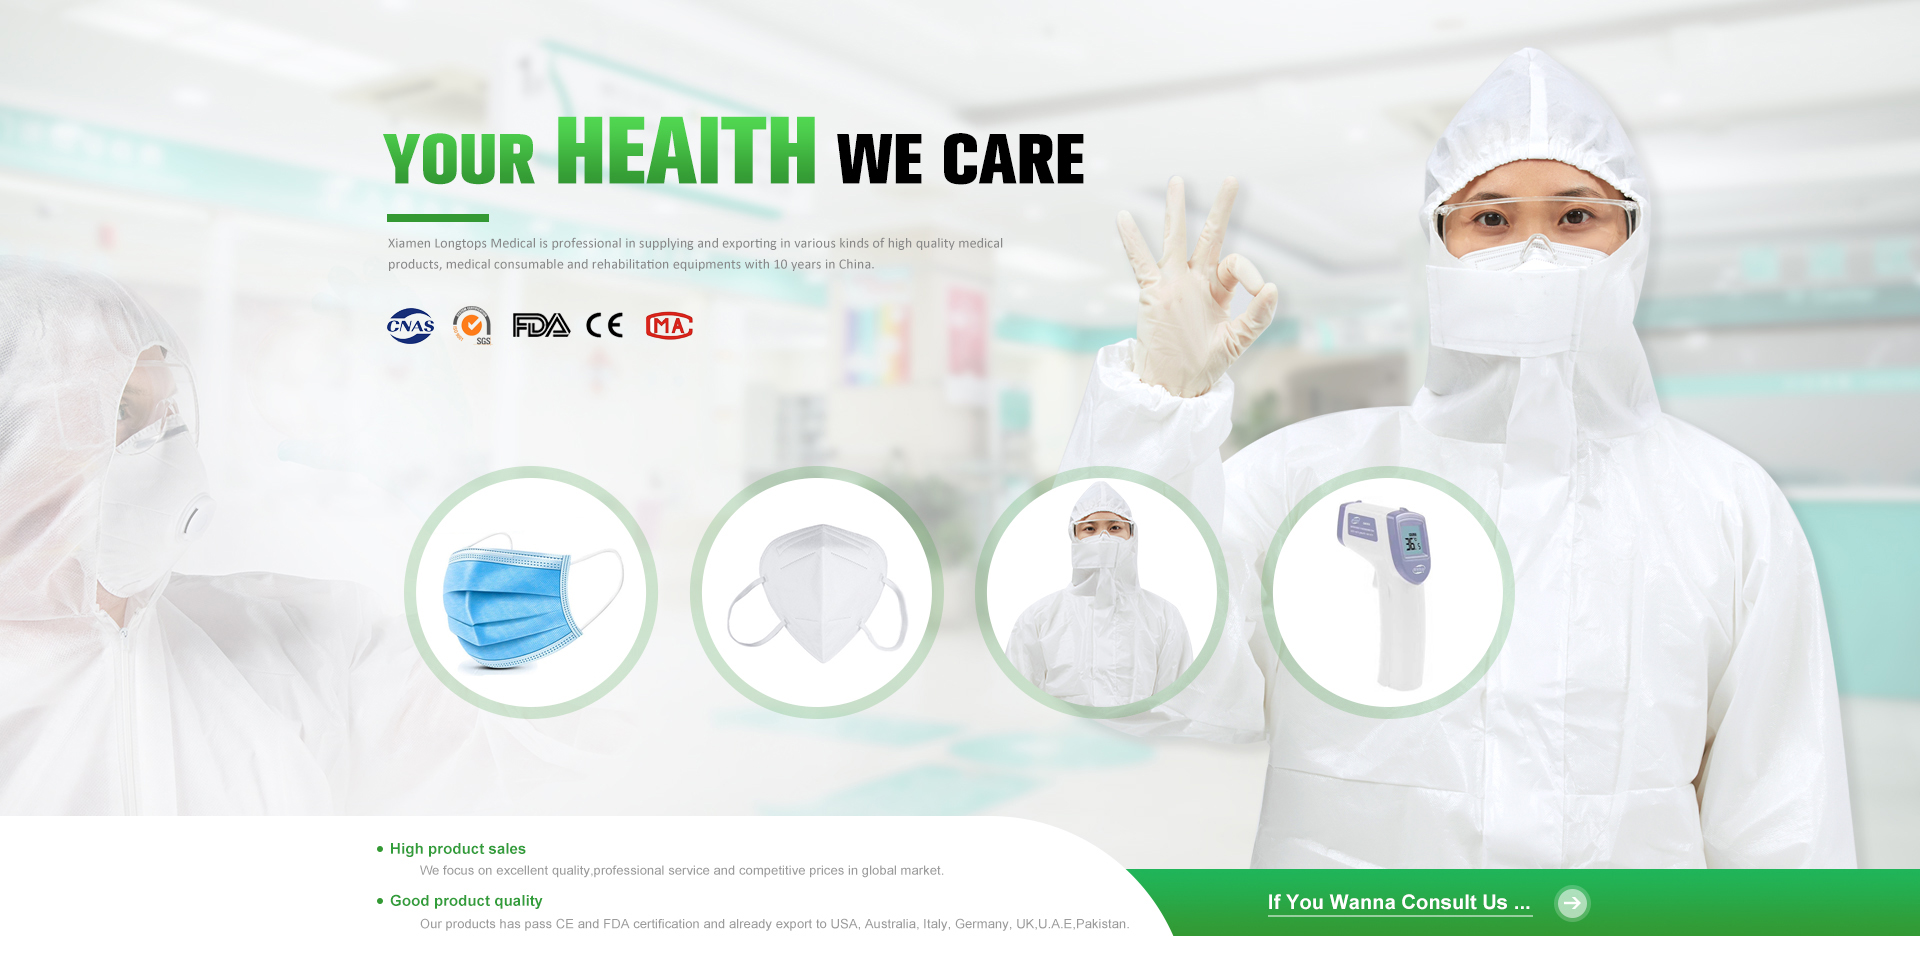 YOUR HEAITH WE CARE
Xiamen Longtops Medical is professional in supplying and exporting in various kinds of high quality medical
products, medical consumable and rehabilitation equipments with 10 years in China.
CNAS SGS FDA CE MA
High product sales
We focus on excellent quality,professional service and competitive prices in global market.
Good product quality
Our products has pass CE and FDA certification and already export to USA, Australia, Italy, Germany, UK,U.A.E,Pakistan.
If You Wanna Consult Us ...